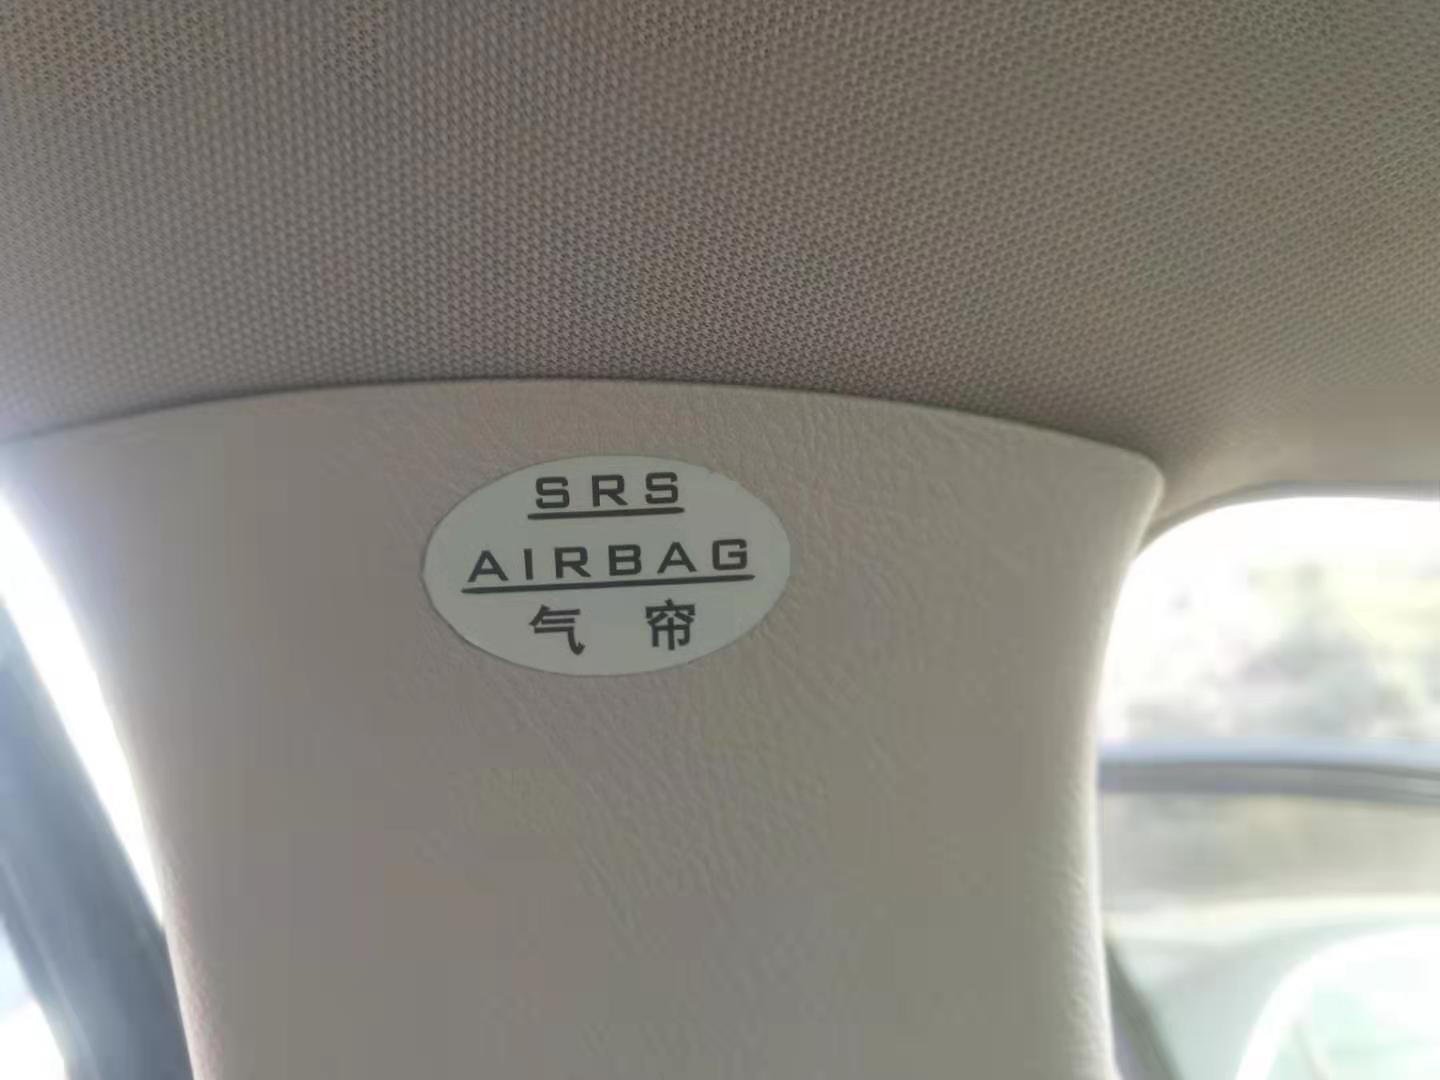 SRS
AIRBAG
气 帘